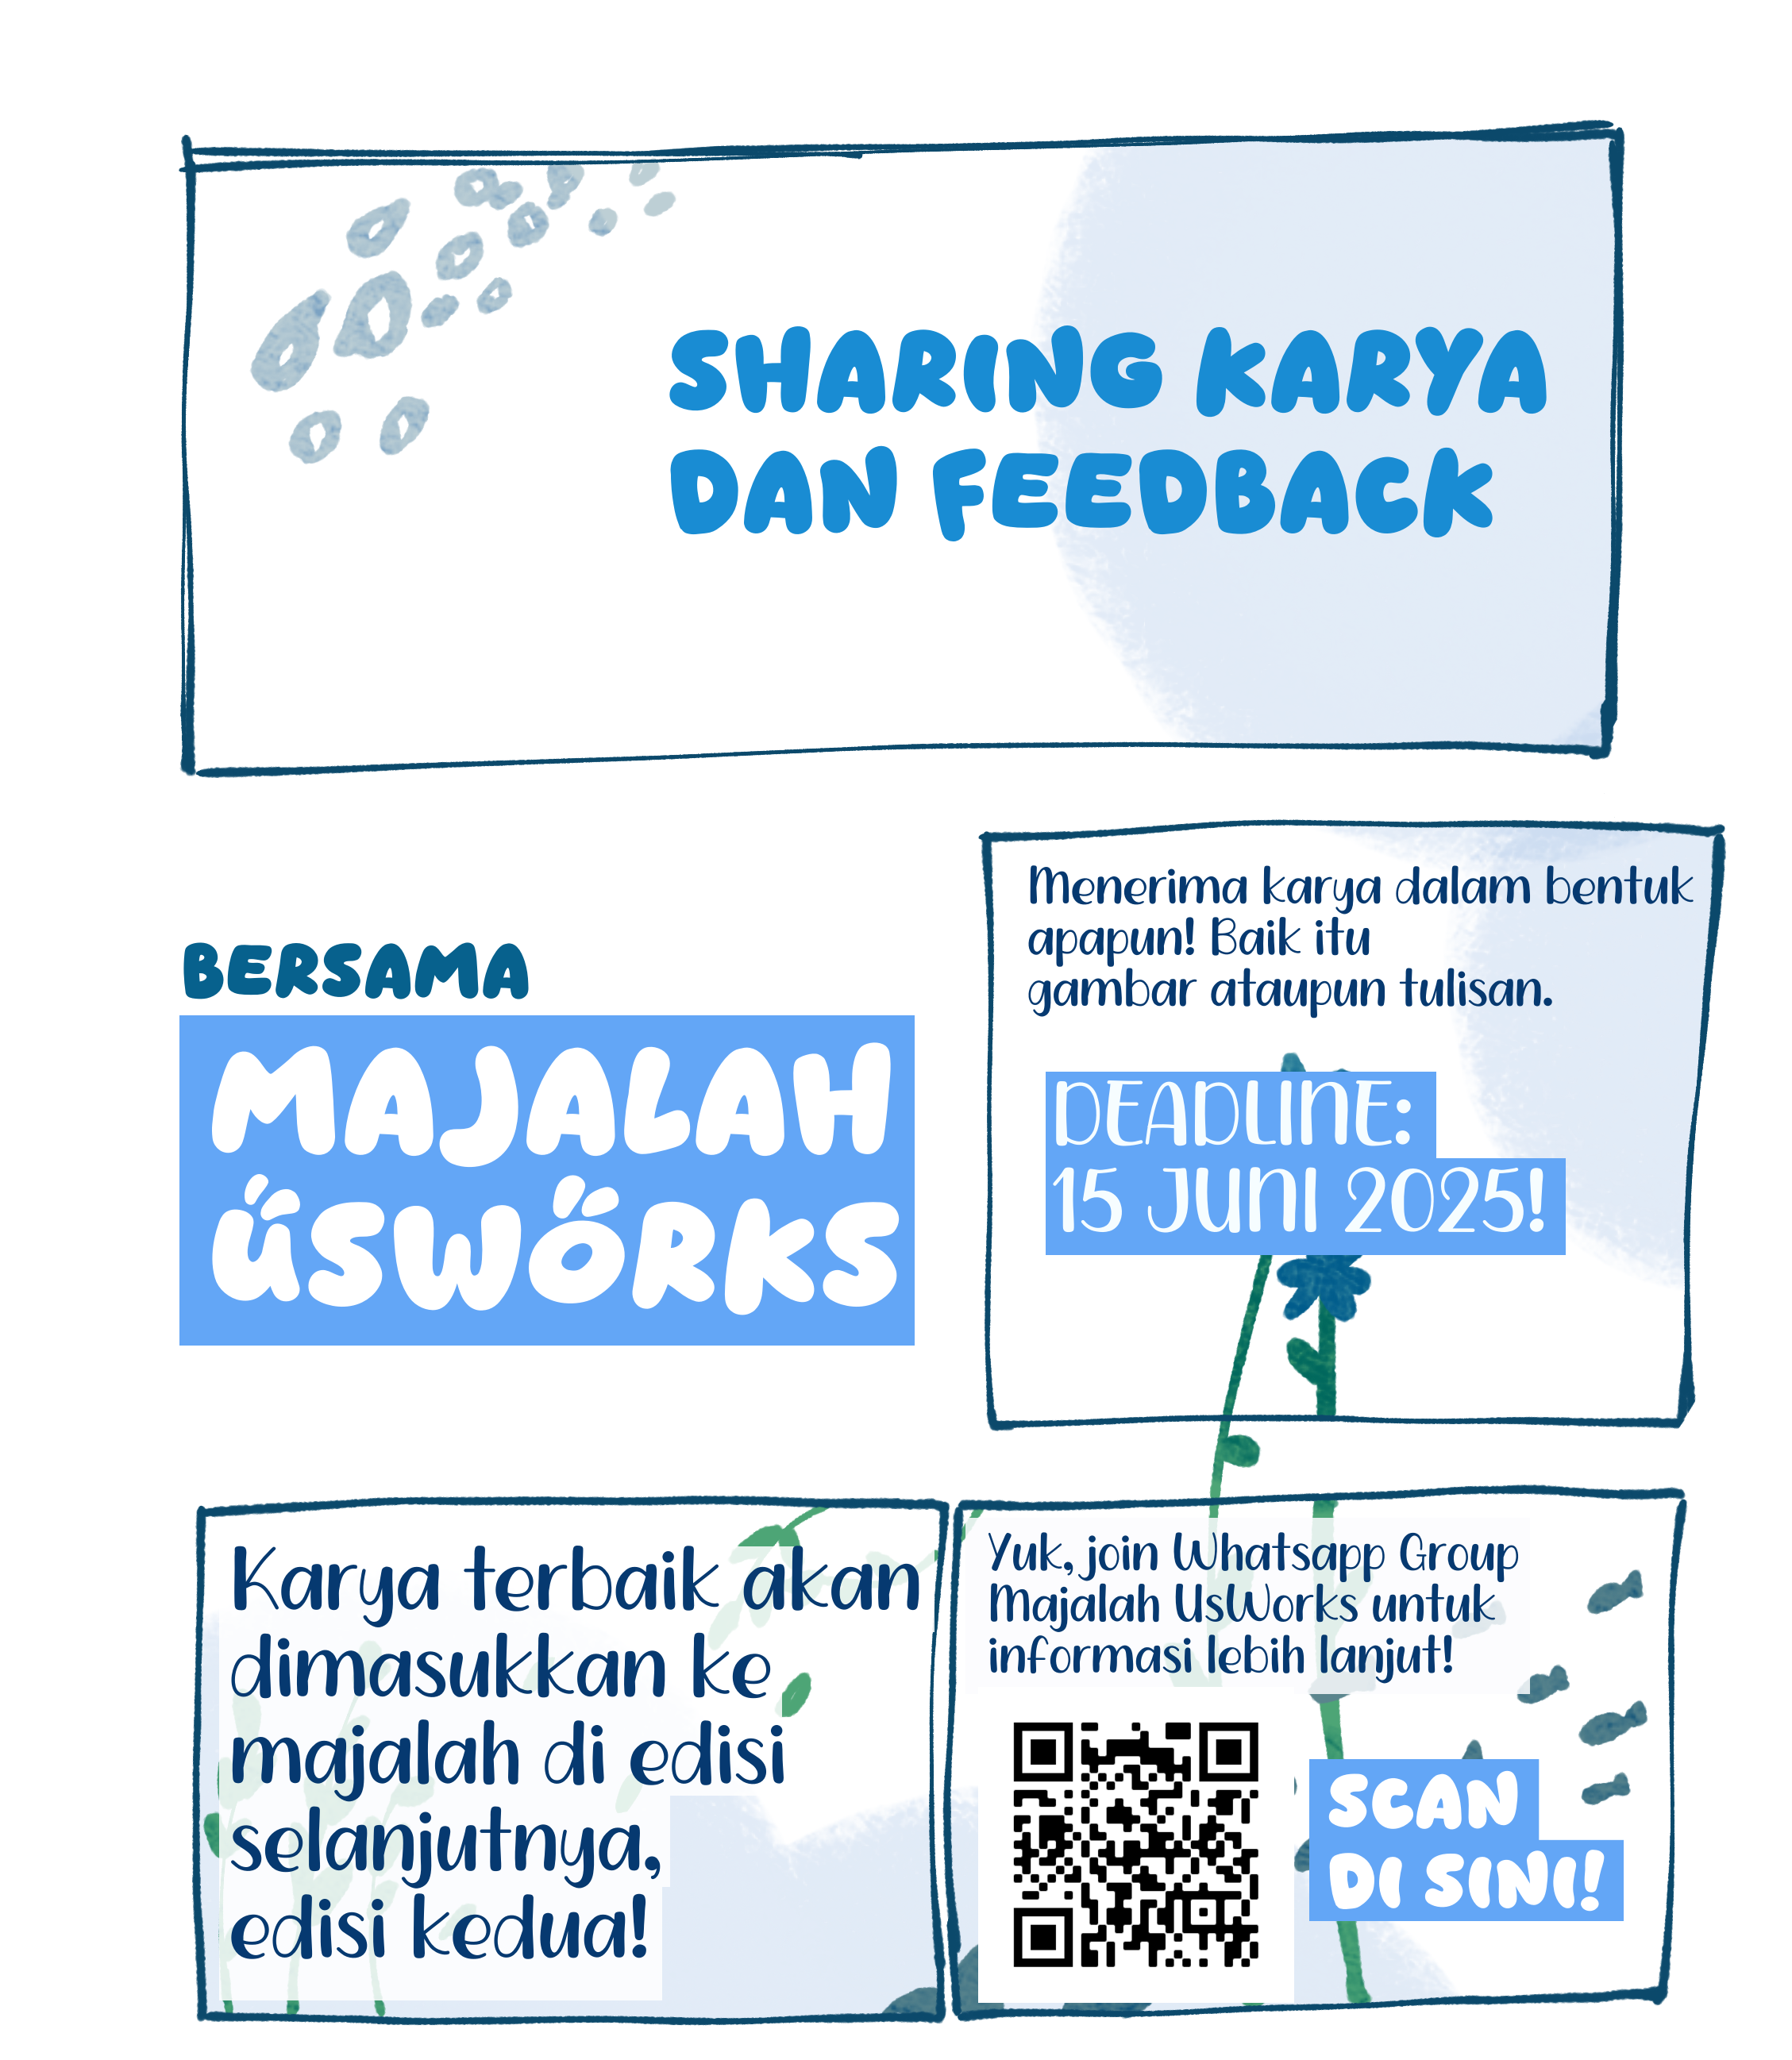 SHARING KARYA
DAN FEEDBACK
BERSAMA
MAJALAH
ŰSWŐRKS
Menerima karya dalam bentuk
apapun! Baik itu
gambar ataupun tulisan.
DEADLINE:
15 JUNI 2025!
Karya terbaik akan
dimasukkan ke
majalah di edisi
selanjutnya,
edisi kedua!
Yuk, join Whatsapp Group
Majalah UsWorks untuk
informasi lebih lanjut!
SCAN
DI SINI!